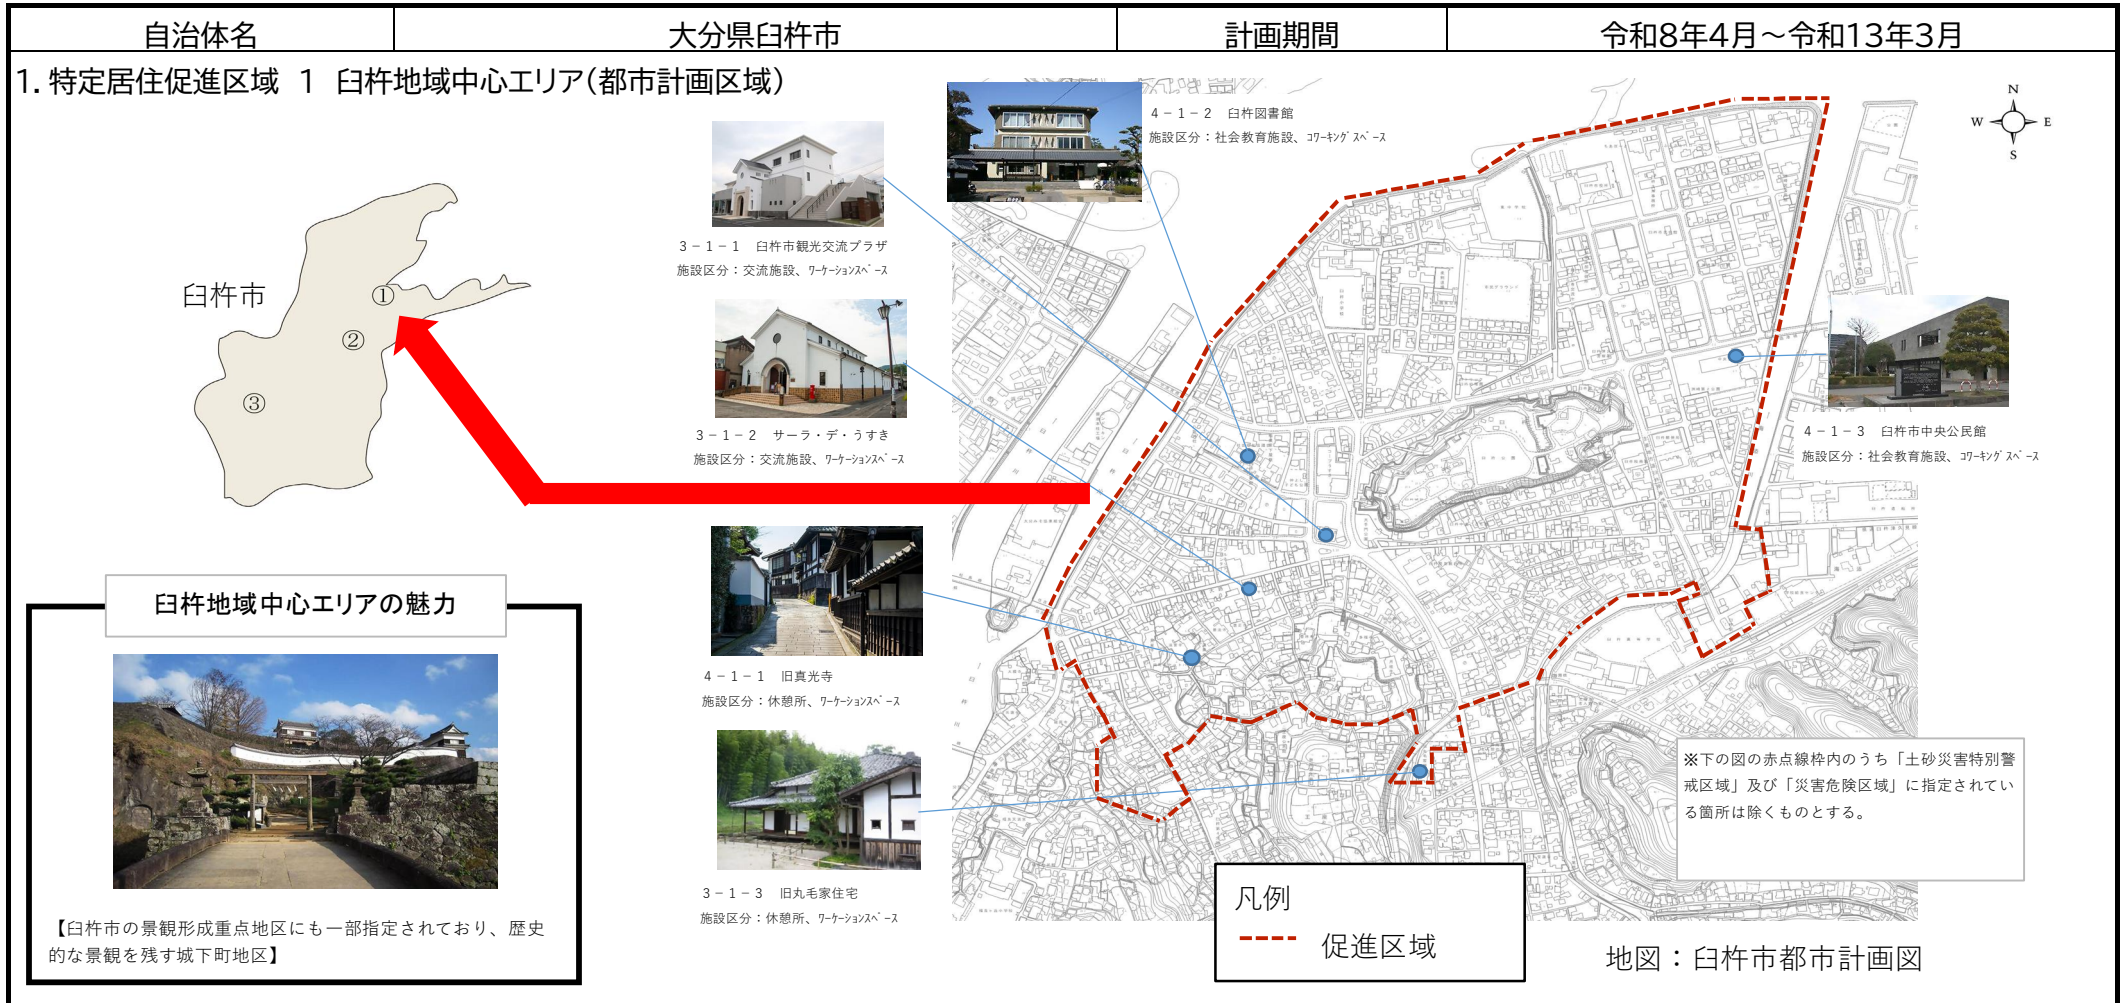 自治体名 大分県臼杵市 計画期間 令和8年4月～令和13年3月
1. 特定居住促進区域 1 臼杵地域中心エリア(都市計画区域)
N
W E
S
4－1－2 臼杵図書館
施設区分：社会教育施設、ｺﾜｰｷﾝｸﾞｽﾍﾟｰｽ
3－1－1 臼杵市観光交流プラザ
施設区分：交流施設、ﾜｰｹｰｼｮﾝｽﾍﾟｰｽ
臼杵市
①
②
③
3－1－2 サーラ・デ・うすき
施設区分：交流施設、ﾜｰｹｰｼｮﾝｽﾍﾟｰｽ
4－1－3 臼杵市中央公民館
施設区分：社会教育施設、ｺﾜｰｷﾝｸﾞｽﾍﾟｰｽ
臼杵地域中心エリアの魅力
4－1－1 旧真光寺
施設区分：休憩所、ﾜｰｹｰｼｮﾝｽﾍﾟｰｽ
3－1－3 旧丸毛家住宅
施設区分：休憩所、ﾜｰｹｰｼｮﾝｽﾍﾟｰｽ
【臼杵市の景観形成重点地区にも一部指定されており、歴史
的な景観を残す城下町地区】
※下の図の赤点線枠内のうち「土砂災害特別警
戒区域」及び「災害危険区域」に指定されてい
る箇所は除くものとする。
凡例
促進区域
地図：臼杵市都市計画図